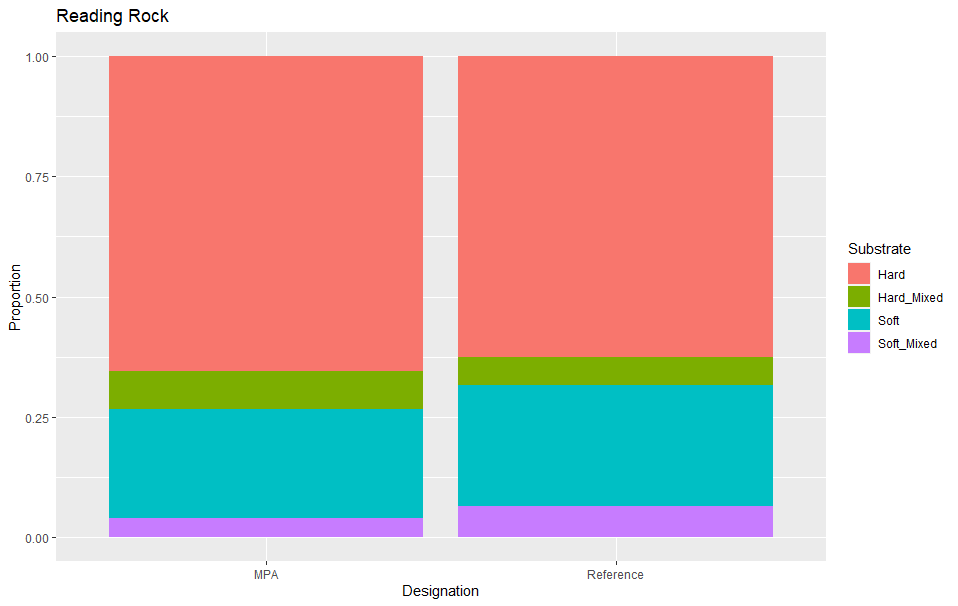 Reading Rock
1.00
0.75
0.50
0.25
0.00
Proportion
MPA
Reference
Designation
Substrate
Hard
Hard_Mixed
Soft
Soft_Mixed